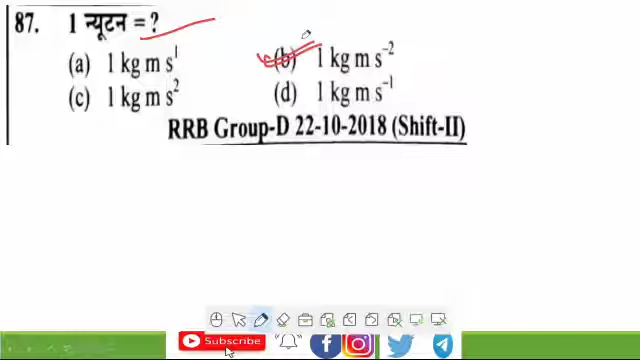 87. 1 न्यूटन = ?
(a) 1 kg m s¹ (b) 1 kg m s⁻²
(c) 1 kg m s² (d) 1 kg m s⁻¹
RRB Group-D 22-10-2018 (Shift-II)
Subscribe